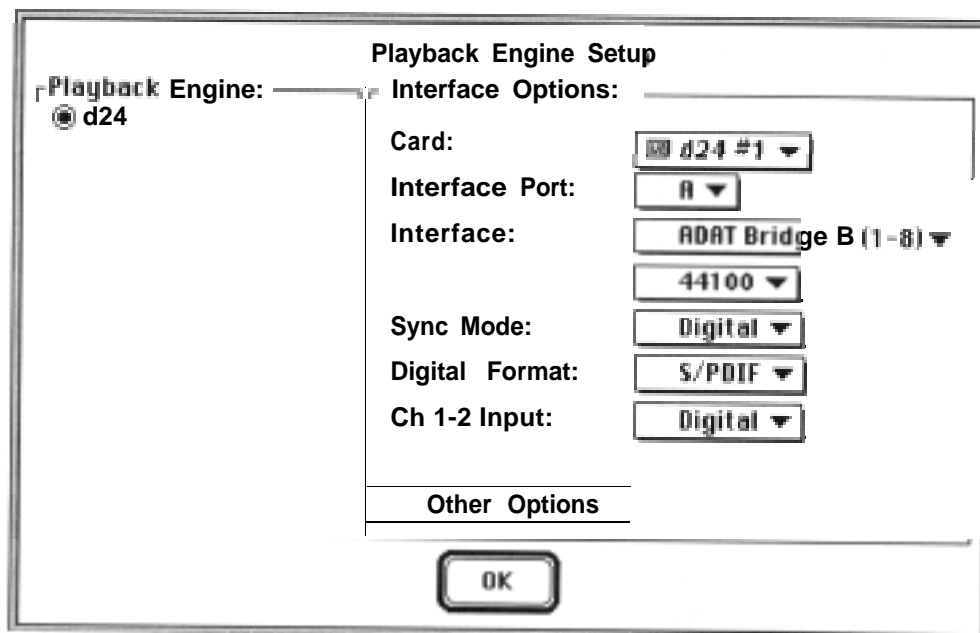 Playback Engine Setup
Playback Engine:
d24
Interface Options:
Card: d24 #1
Interface Port: A
Interface: ADAT Bridge B (1-8)
44100
Sync Mode: Digital
Digital Format: S/PDIF
Ch 1-2 Input: Digital
Other Options
OK